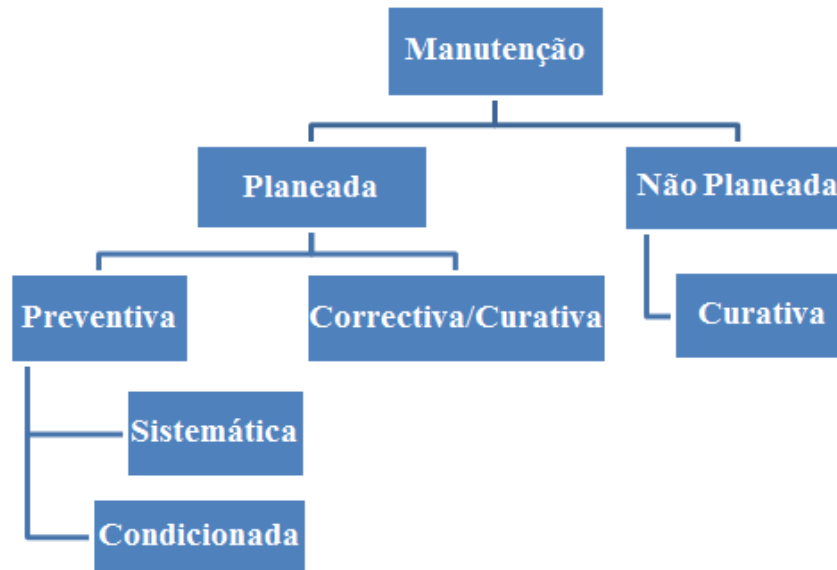 Manutenção
Planeada
Não Planeada
Preventiva
Correctiva/Curativa
Curativa
Sistemática
Condicionada